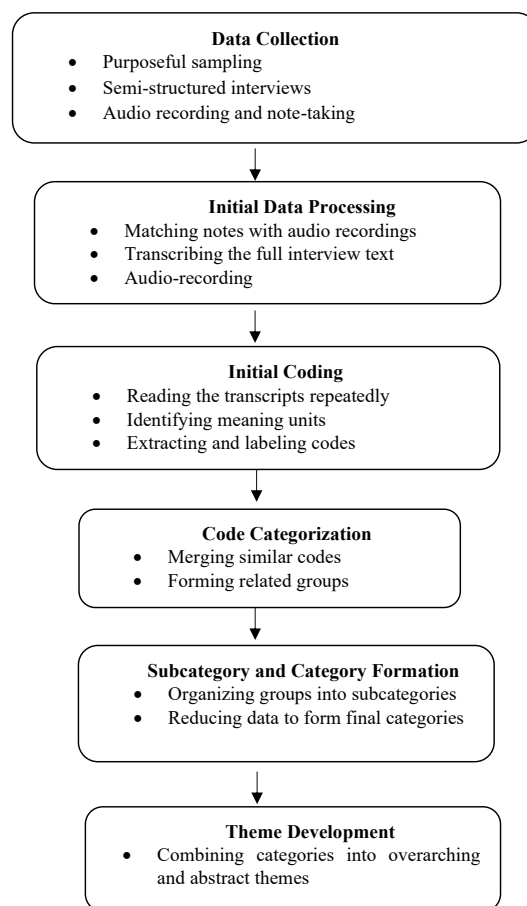 Data Collection
• Purposeful sampling
• Semi-structured interviews
• Audio recording and note-taking
Initial Data Processing
• Matching notes with audio recordings
• Transcribing the full interview text
• Audio-recording
Initial Coding
• Reading the transcripts repeatedly
• Identifying meaning units
• Extracting and labeling codes
Code Categorization
• Merging similar codes
• Forming related groups
Subcategory and Category Formation
• Organizing groups into subcategories
• Reducing data to form final categories
Theme Development
• Combining categories into overarching
and abstract themes